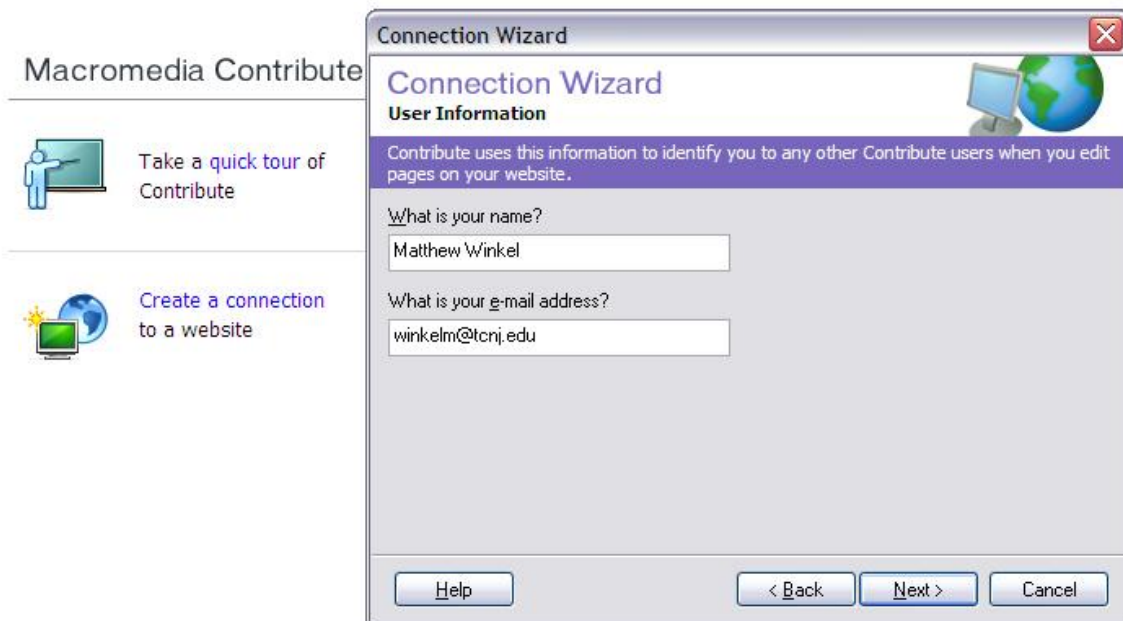 Macromedia Contribute
Take a quick tour of
Contribute
Create a connection
to a website
Connection Wizard
Connection Wizard
User Information
Contribute uses this information to identify you to any other Contribute users when you edit
pages on your website.
What is your name?
Matthew Winkel
What is your e-mail address?
winkelm@tcnj.edu
Help
< Back
Next >
Cancel